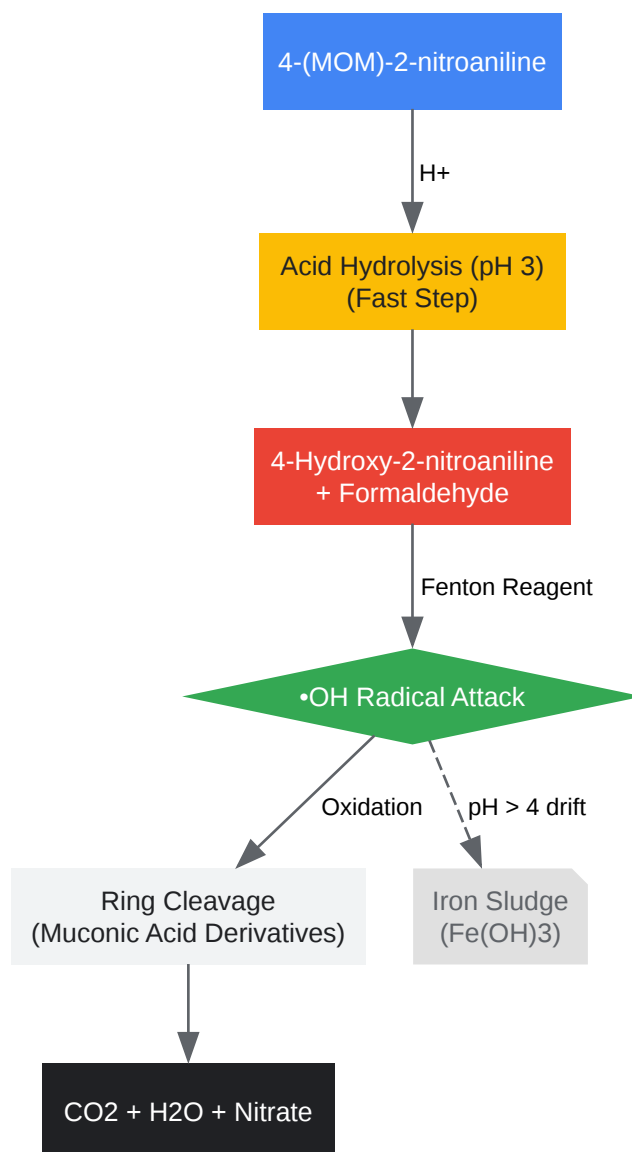 4-(MOM)-2-nitroaniline
H+
Acid Hydrolysis (pH 3)
(Fast Step)
4-Hydroxy-2-nitroaniline
+ Formaldehyde
Fenton Reagent
•OH Radical Attack
Oxidation
pH > 4 drift
Ring Cleavage
(Muconic Acid Derivatives)
Iron Sludge
(Fe(OH)3)
CO2 + H2O + Nitrate